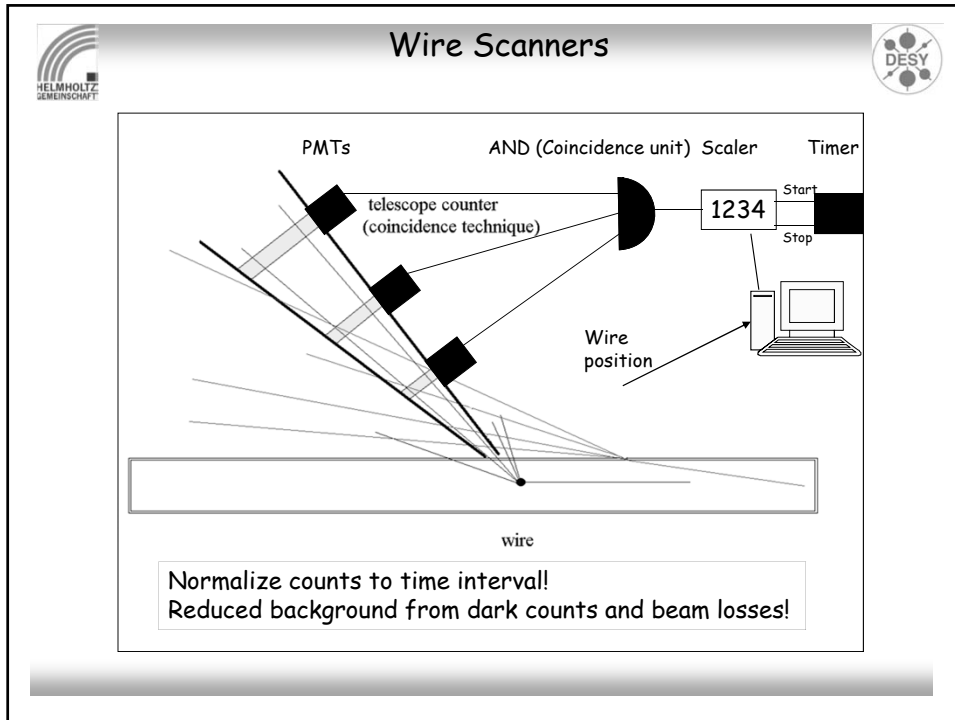 Wire Scanners
HELMHOLTZ
GEMEINSCHAFT
DESY
PMTs
AND (Coincidence unit)
Scaler
Timer
telescope counter
(coincidence technique)
1234
Start
Stop
Wire
position
wire
Normalize counts to time interval!
Reduced background from dark counts and beam losses!